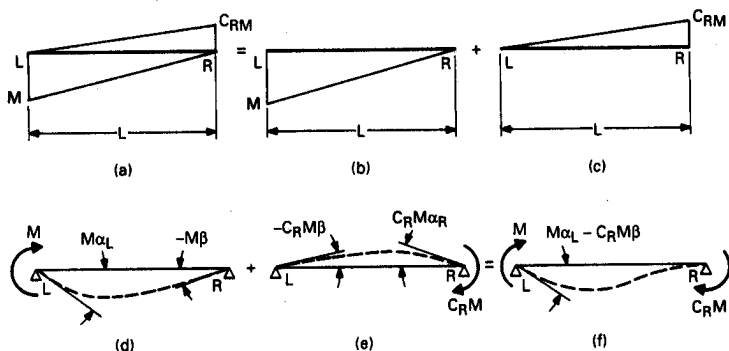 C_RM
L
R
M
L
(a)
=
L
R
M
L
(b)
+
C_RM
L
R
L
(c)
M
Mα_L
−Mβ
L
R
(d)
+
−C_RMβ
C_RMα_R
L
R
C_RM
(e)
=
M
Mα_L − C_RMβ
L
R
C_RM
(f)